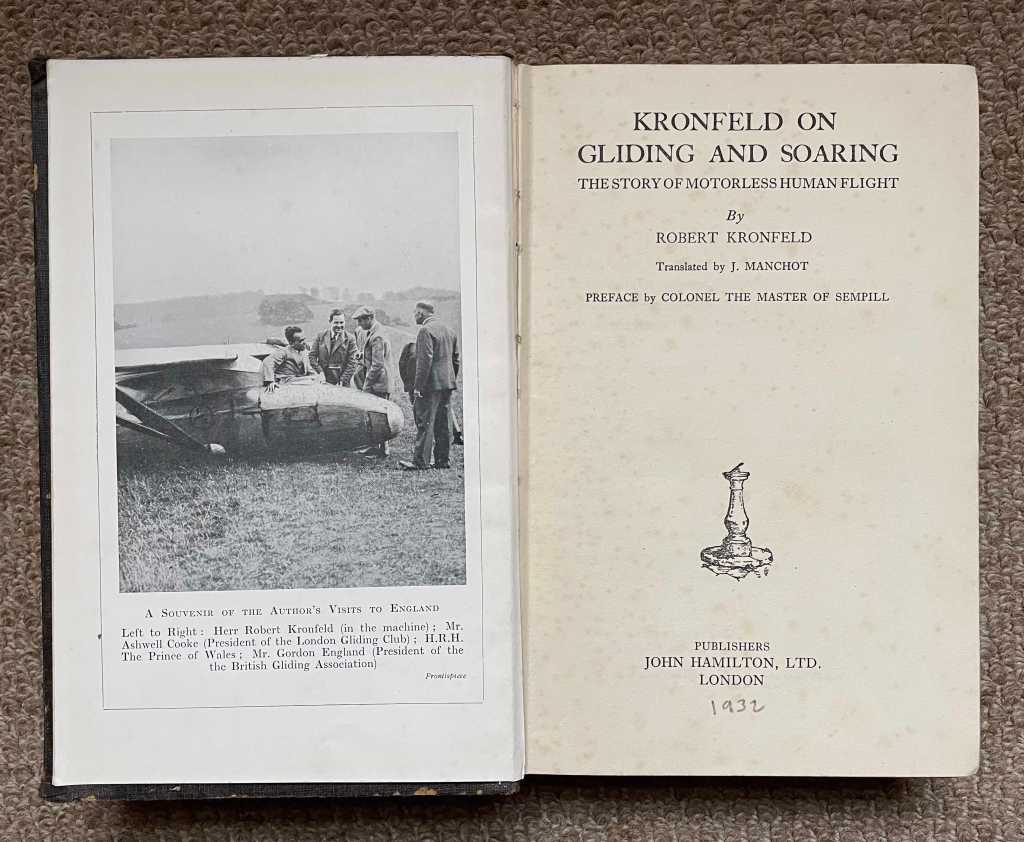 A Souvenir of the Author's Visits to England
Left to Right : Herr Robert Kronfeld (in the machine) ; Mr.
Ashwell Cooke (President of the London Gliding Club) ; H.R.H.
The Prince of Wales ; Mr. Gordon England (President of the
the British Gliding Association)
Frontispiece
KRONFELD ON
GLIDING AND SOARING
THE STORY OF MOTORLESS HUMAN FLIGHT
By
ROBERT KRONFELD
Translated by J. MANCHOT
PREFACE by COLONEL THE MASTER OF SEMPILL
PUBLISHERS
JOHN HAMILTON, LTD.
LONDON
1932